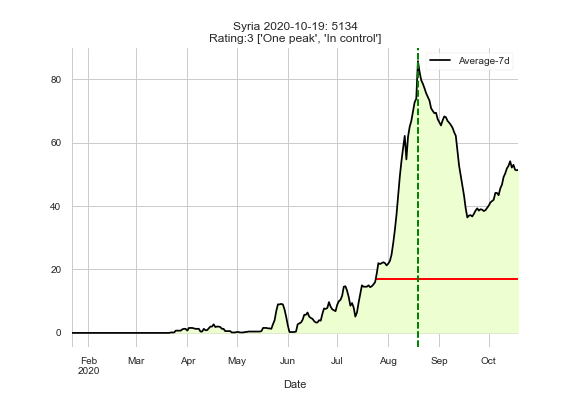 Syria 2020-10-19: 5134
Rating:3 ['One peak', 'In control']
Average-7d
80
60
40
20
0
Feb Mar Apr May Jun Jul Aug Sep Oct
2020
Date